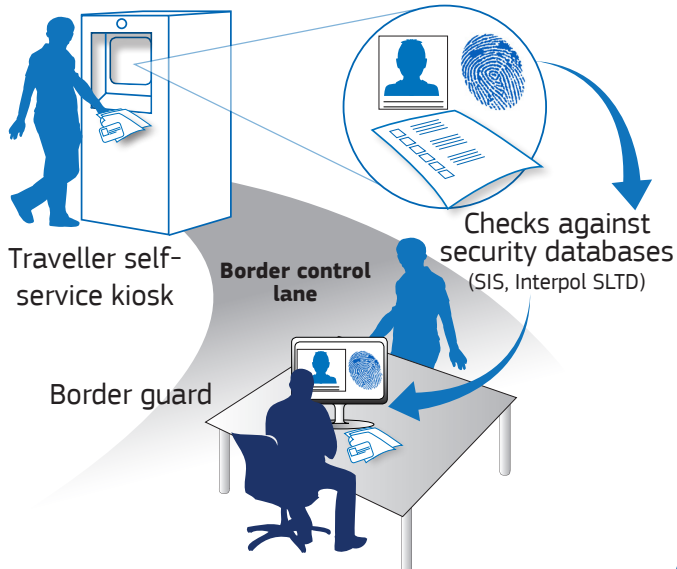 Traveller self-
service kiosk
Checks against
security databases
(SIS, Interpol SLTD)
Border control
lane
Border guard